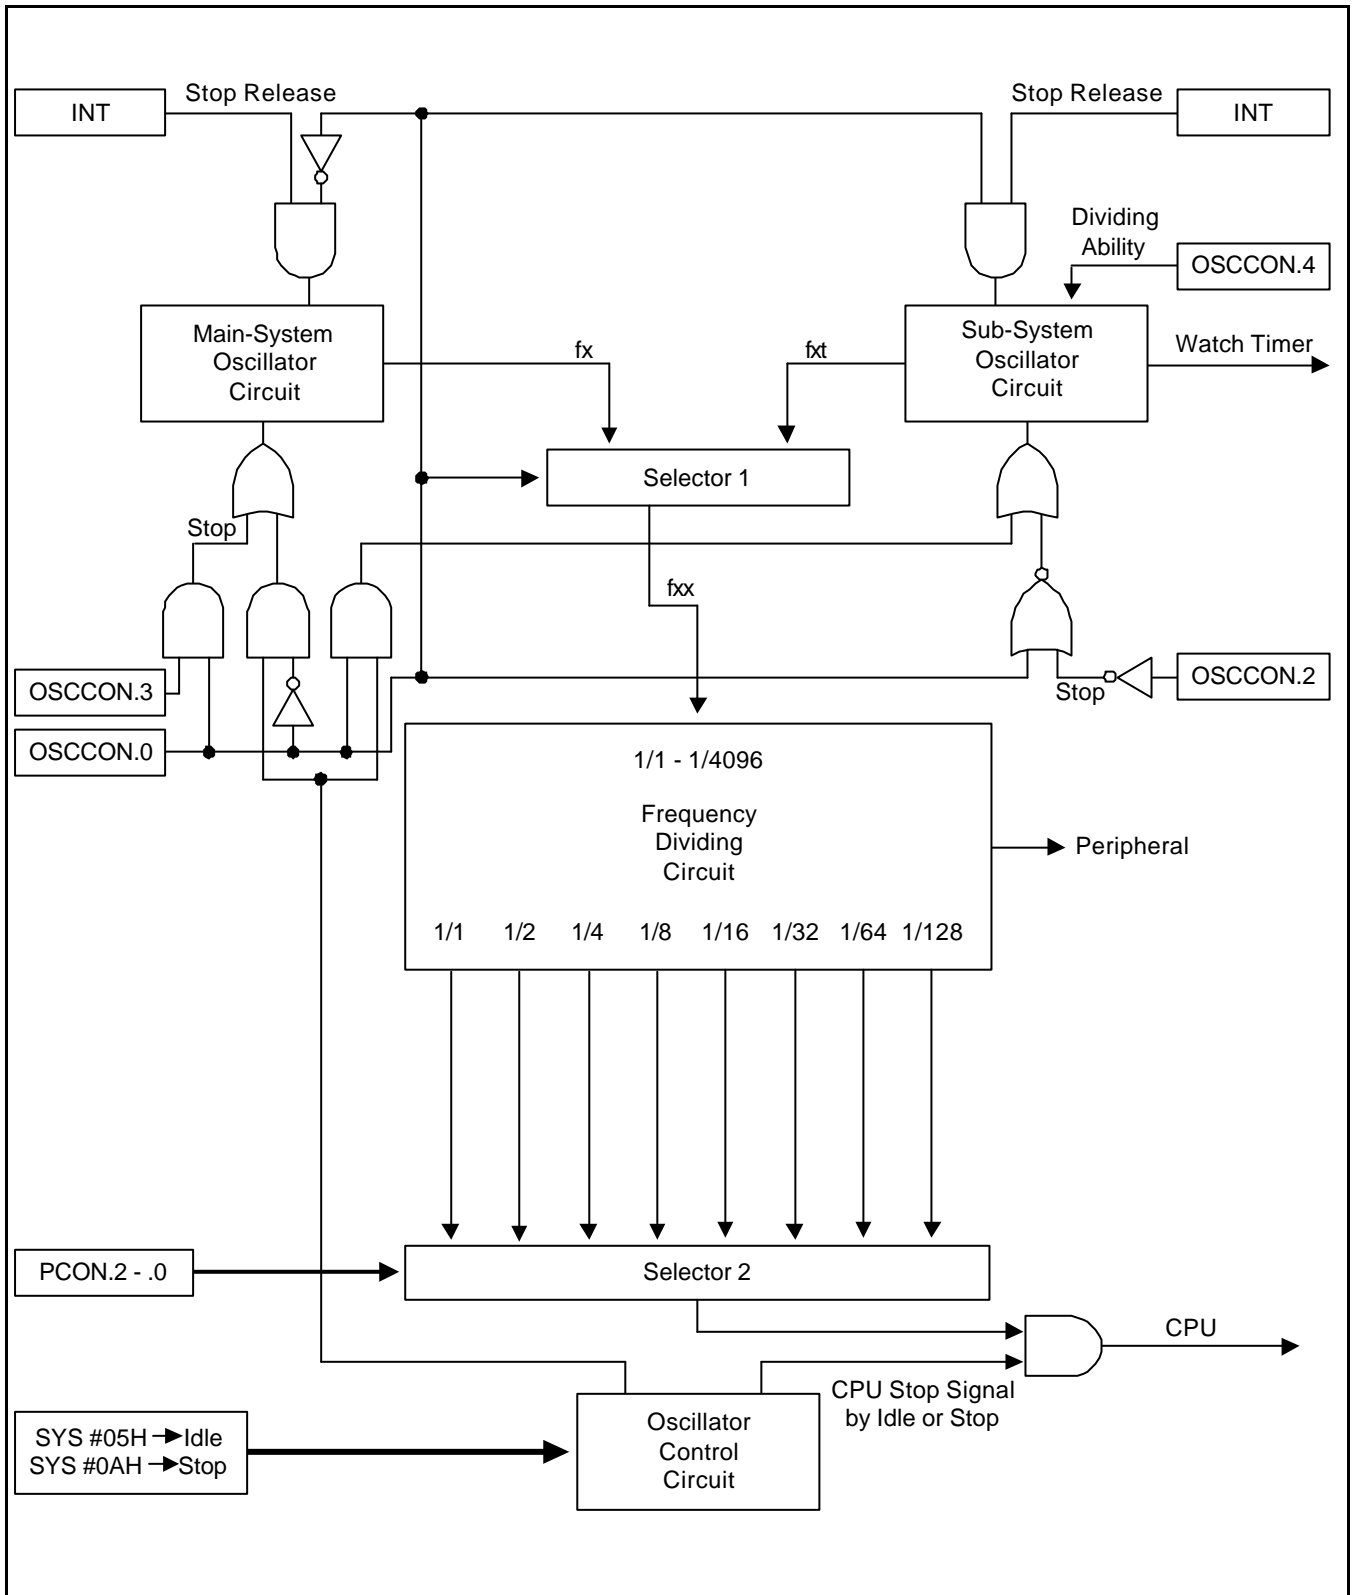 Stop Release
INT
Stop Release
INT
Dividing
Ability
OSCCON.4
Main-System
Oscillator
Circuit
fx
fxt
Sub-System
Oscillator
Circuit
Watch Timer
Selector 1
Stop
fxx
OSCCON.3
OSCCON.0
Stop
OSCCON.2
1/1 - 1/4096
Frequency
Dividing
Circuit
Peripheral
1/1 1/2 1/4 1/8 1/16 1/32 1/64 1/128
PCON.2 - .0
Selector 2
CPU
CPU Stop Signal
by Idle or Stop
SYS #05H → Idle
SYS #0AH → Stop
Oscillator
Control
Circuit